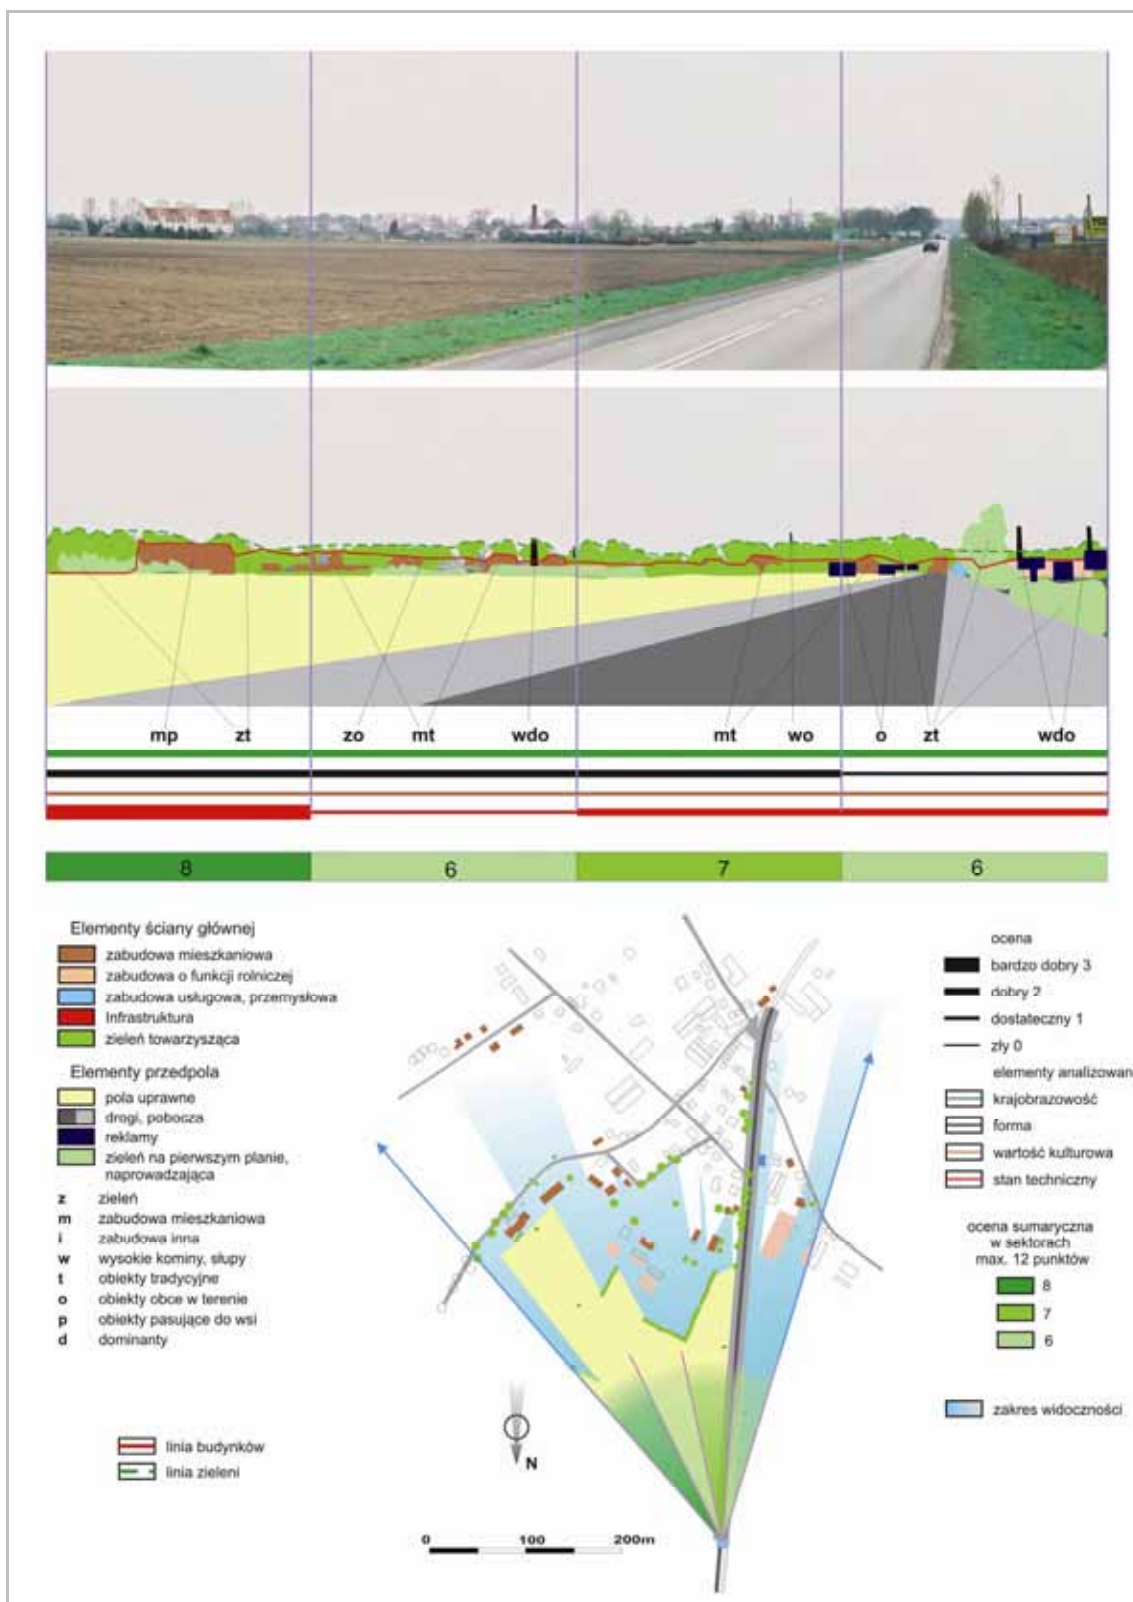 mp zt zo mt wdo mt wo o zt wdo
8 6 7 6
Elementy ściany głównej
zabudowa mieszkaniowa
zabudowa o funkcji rolniczej
zabudowa usługowa, przemysłowa
Infrastruktura
zieleń towarzysząca
Elementy przedpola
pola uprawne
drogi, pobocza
reklamy
zieleń na pierwszym planie,
naprowadzająca
z zieleń
m zabudowa mieszkaniowa
i zabudowa inna
w wysokie kominy, słupy
t obiekty tradycyjne
o obiekty obce w terenie
p obiekty pasujące do wsi
d dominanty
linia budynków
linia zieleni
N
0 100 200m
ocena
bardzo dobry 3
dobry 2
dostateczny 1
zły 0
elementy analizowan
krajobrazowość
forma
wartość kulturowa
stan techniczny
ocena sumaryczna
w sektorach
max. 12 punktów
8
7
6
zakres widoczności